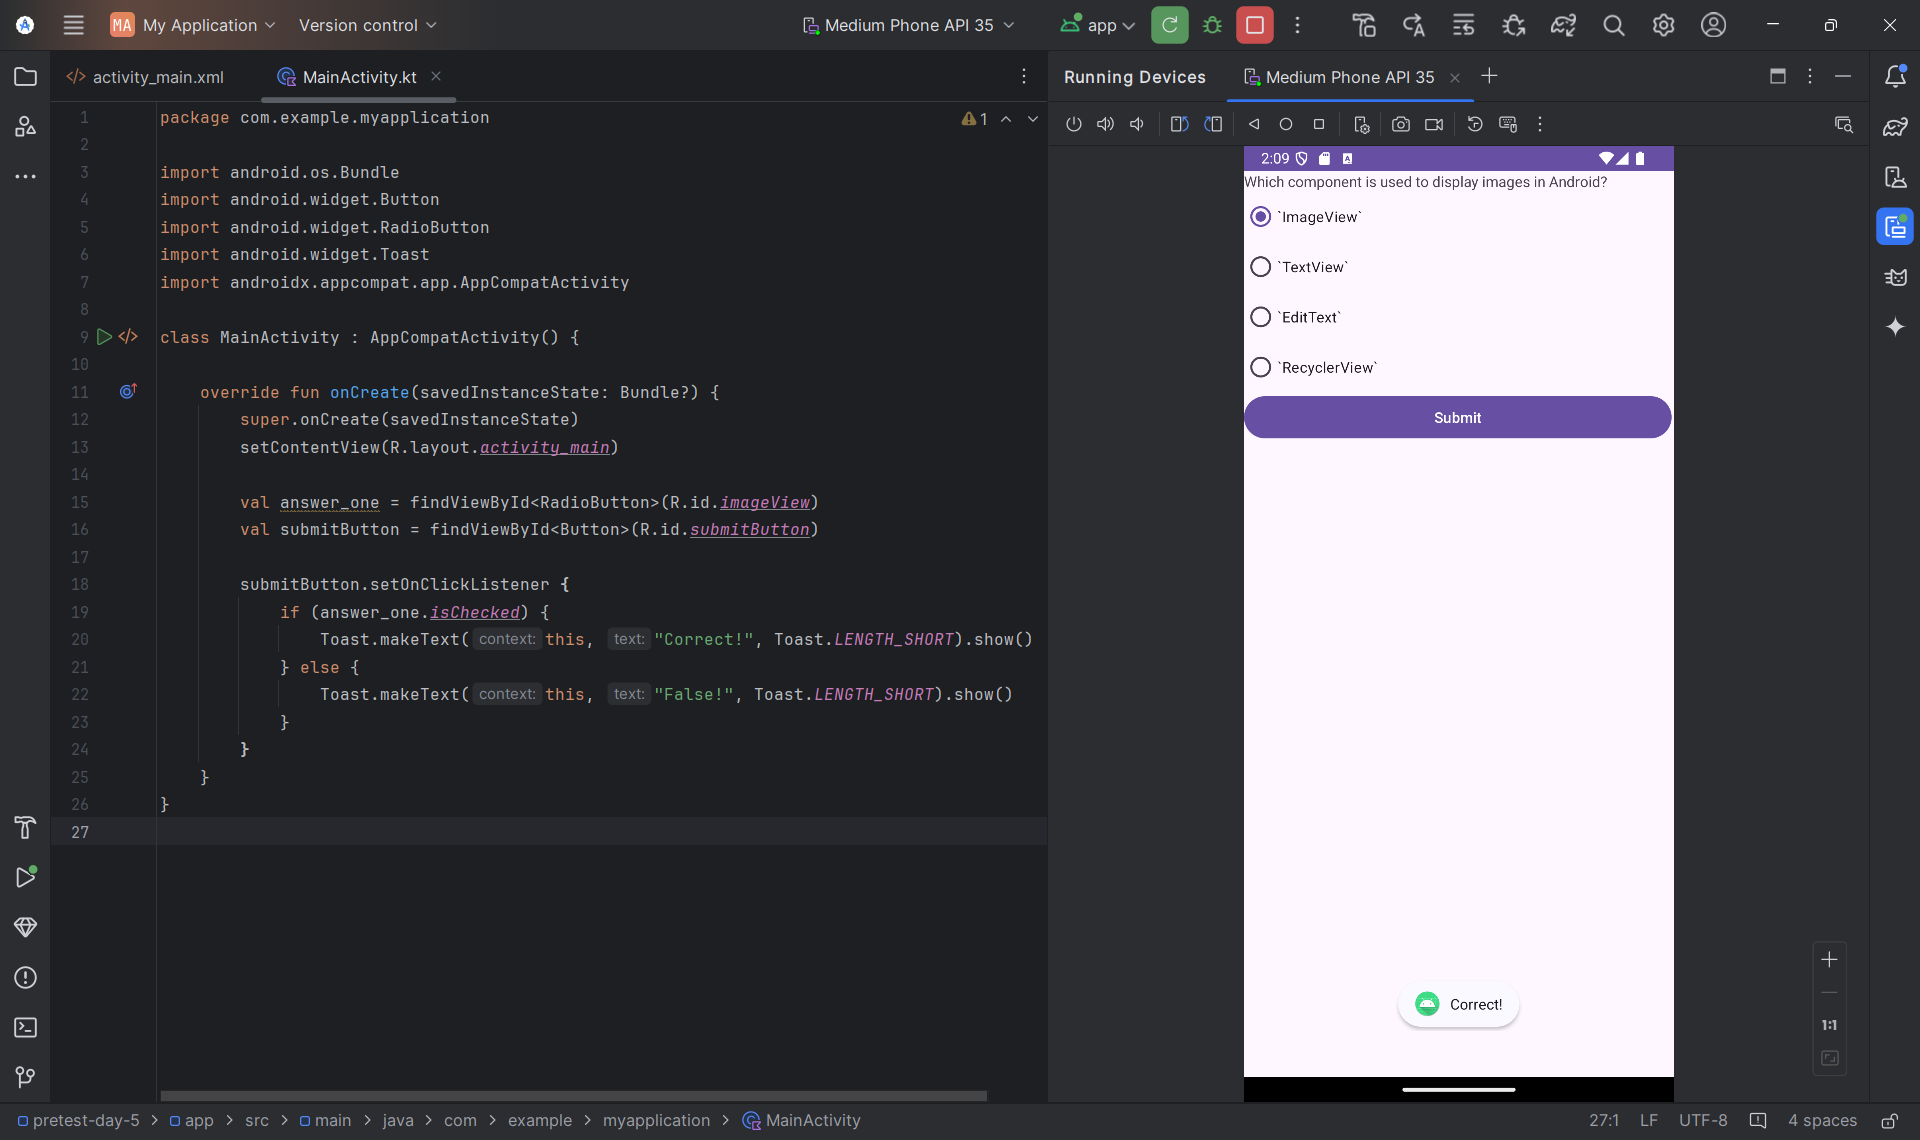 MA My Application Version control Medium Phone API 35 app
activity_main.xml MainActivity.kt
Running Devices Medium Phone API 35
1 package com.example.myapplication 1
2
3 import android.os.Bundle
4 import android.widget.Button
5 import android.widget.RadioButton
6 import android.widget.Toast
7 import androidx.appcompat.app.AppCompatActivity
8
9 class MainActivity : AppCompatActivity() {
10
11 override fun onCreate(savedInstanceState: Bundle?) {
12 super.onCreate(savedInstanceState)
13 setContentView(R.layout.activity_main)
14
15 val answer_one = findViewById<RadioButton>(R.id.imageView)
16 val submitButton = findViewById<Button>(R.id.submitButton)
17
18 submitButton.setOnClickListener {
19 if (answer_one.isChecked) {
20 Toast.makeText( context: this, text: "Correct!", Toast.LENGTH_SHORT).show()
21 } else {
22 Toast.makeText( context: this, text: "False!", Toast.LENGTH_SHORT).show()
23 }
24 }
25 }
26 }
27
2:09
Which component is used to display images in Android?
`ImageView`
`TextView`
`EditText`
`RecyclerView`
Submit
Correct!
1:1
pretest-day-5 > app > src > main > java > com > example > myapplication > MainActivity
27:1 LF UTF-8 4 spaces